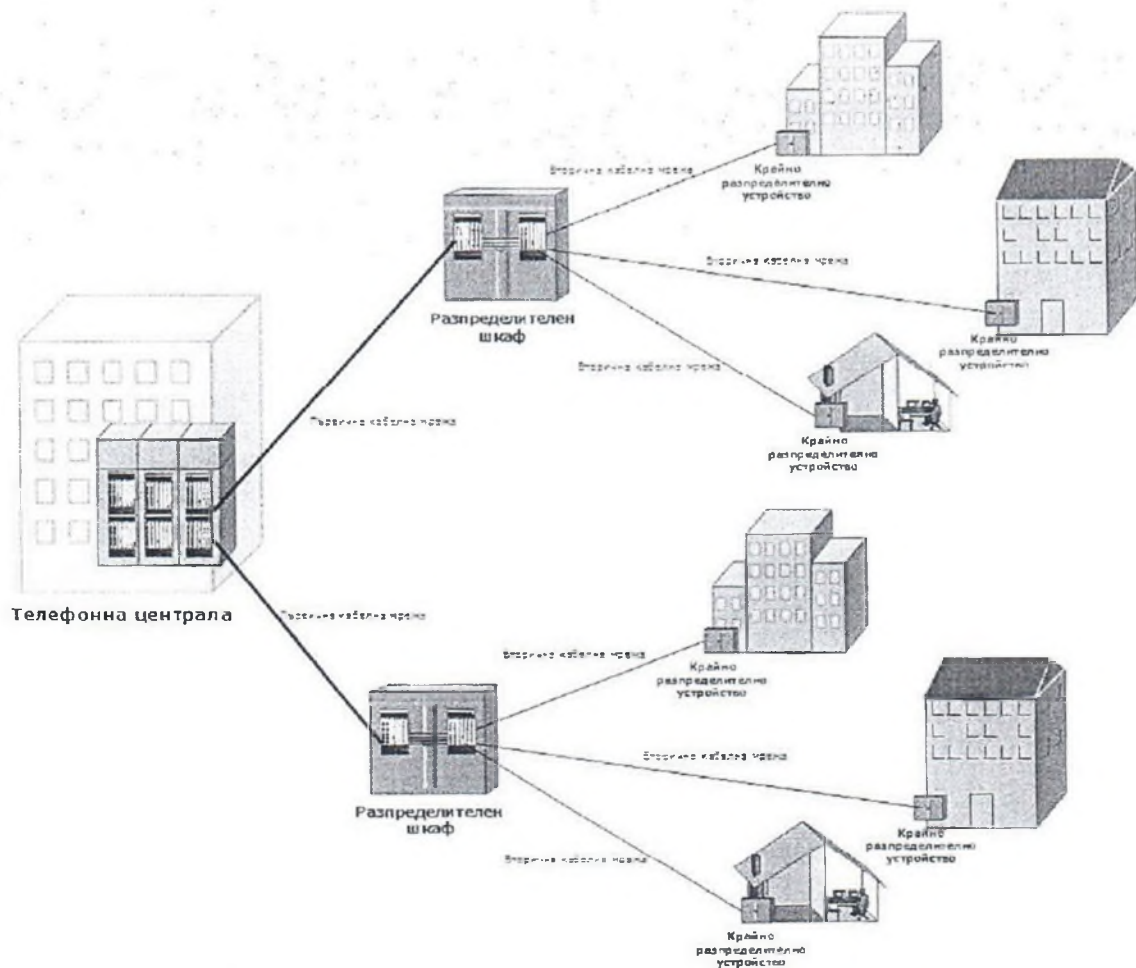 Вторична кабелна мрежа
Крайно
разпределително
устройство
Вторична кабелна мрежа
Разпределителен
шкаф
Крайно
разпределително
устройство
Вторична кабелна мрежа
Първична кабелна мрежа
Крайно
разпределително
устройство
Телефонна централа
Първична кабелна мрежа
Вторична кабелна мрежа
Крайно
разпределително
устройство
Вторична кабелна мрежа
Разпределителен
шкаф
Крайно
разпределително
устройство
Вторична кабелна мрежа
Крайно
разпределително
устройство